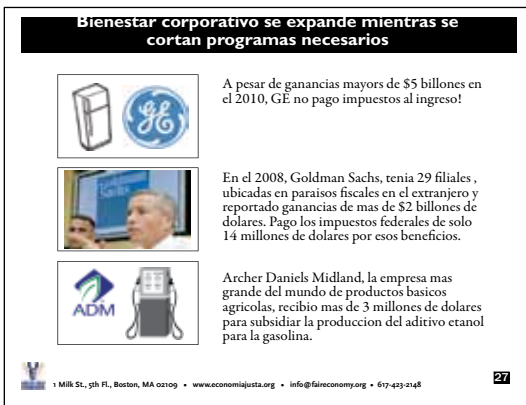 Bienestar corporativo se expande mientras se
cortan programas necesarios
GE
A pesar de ganancias mayors de $5 billones en
el 2010, GE no pago impuestos al ingreso!
Goldman
Sachs
En el 2008, Goldman Sachs, tenia 29 filiales ,
ubicadas en paraisos fiscales en el extranjero y
reportado ganancias de mas de $2 billones de
dolares. Pago los impuestos federales de solo
14 millones de dolares por esos beneficios.
ADM
Archer Daniels Midland, la empresa mas
grande del mundo de productos basicos
agricolas, recibio mas de 3 millones de dolares
para subsidiar la produccion del aditivo etanol
para la gasolina.
1 Milk St., 5th Fl., Boston, MA 02109 • www.economiajusta.org • info@faireconomy.org • 617-423-2148
27